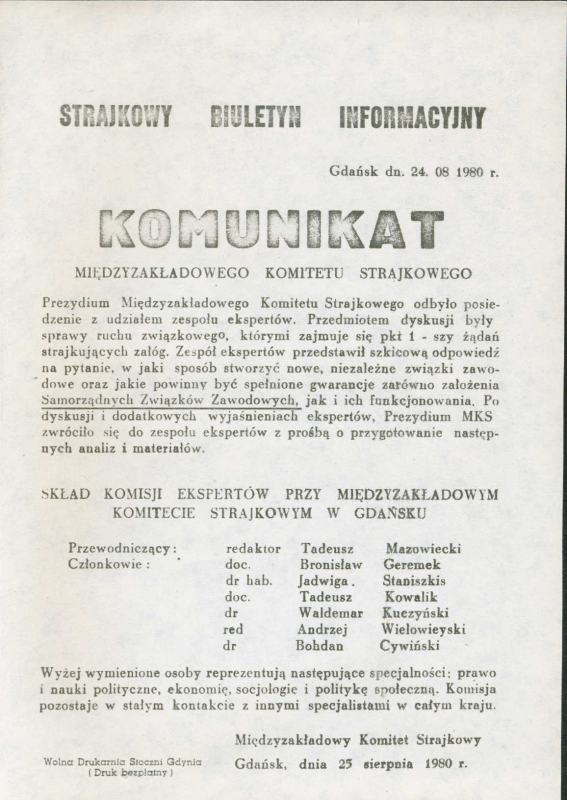 STRAJKOWY BIULETYN INFORMACYJNY
Gdańsk dn. 24. 08 1980 r.
KOMUNIKAT
MIĘDZYZAKŁADOWEGO KOMITETU STRAJKOWEGO
Prezydium Międzyzakładowego Komitetu Strajkowego odbyło posie-
dzenie z udziałem zespołu ekspertów. Przedmiotem dyskusji były
sprawy ruchu związkowego, którymi zajmuje się pkt 1 - szy żądań
strajkujących załóg. Zespół ekspertów przedstawił szkicową odpowiedź
na pytanie, w jaki sposób stworzyć nowe, niezależne związki zawo-
dowe oraz jakie powinny być spełnione gwarancje zarówno założenia
Samorządnych Związków Zawodowych, jak i ich funkcjonowania. Po
dyskusji i dodatkowych wyjaśnieniach ekspertów, Prezydium MKS
zwróciło się do zespołu ekspertów z prośbą o przygotowanie następ-
nych analiz i materiałów.
SKŁAD KOMISJI EKSPERTÓW PRZY MIĘDZYZAKŁADOWYM
KOMITECIE STRAJKOWYM W GDAŃSKU
Przewodniczący: redaktor Tadeusz Mazowiecki
Członkowie: doc. Bronisław Geremek
dr hab. Jadwiga. Staniszkis
doc. Tadeusz Kowalik
dr Waldemar Kuczyński
red Andrzej Wielowieyski
dr Bohdan Cywiński
Wyżej wymienione osoby reprezentują następujące specjalności: prawo
i nauki polityczne, ekonomię, socjologie i politykę społeczną. Komisja
pozostaje w stałym kontakcie z innymi specjalistami w całym kraju.
Międzyzakładowy Komitet Strajkowy
Gdańsk, dnia 25 sierpnia 1980 r.
Wolna Drukarnia Stoczni Gdynia
(Druk bezpłatny)